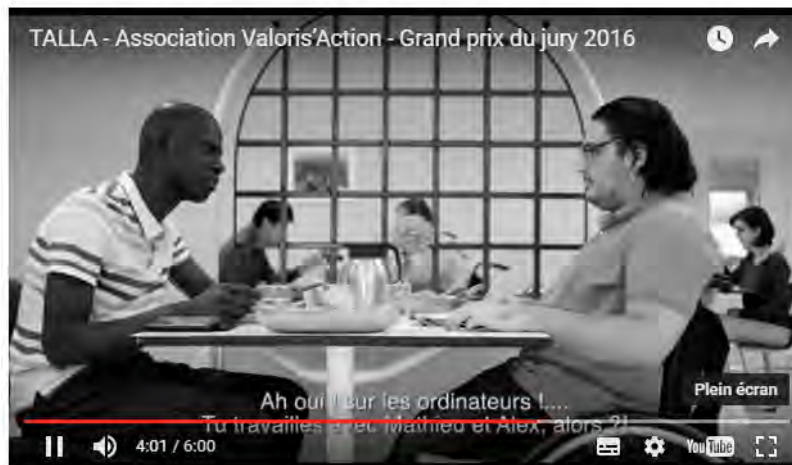 TALLA - Association Valoris'Action - Grand prix du jury 2016
Ah oui ! sur les ordinateurs !....
Tu travailles avec Mathieu et Alex, alors ?!
Plein écran
4:01 / 6:00
YouTube